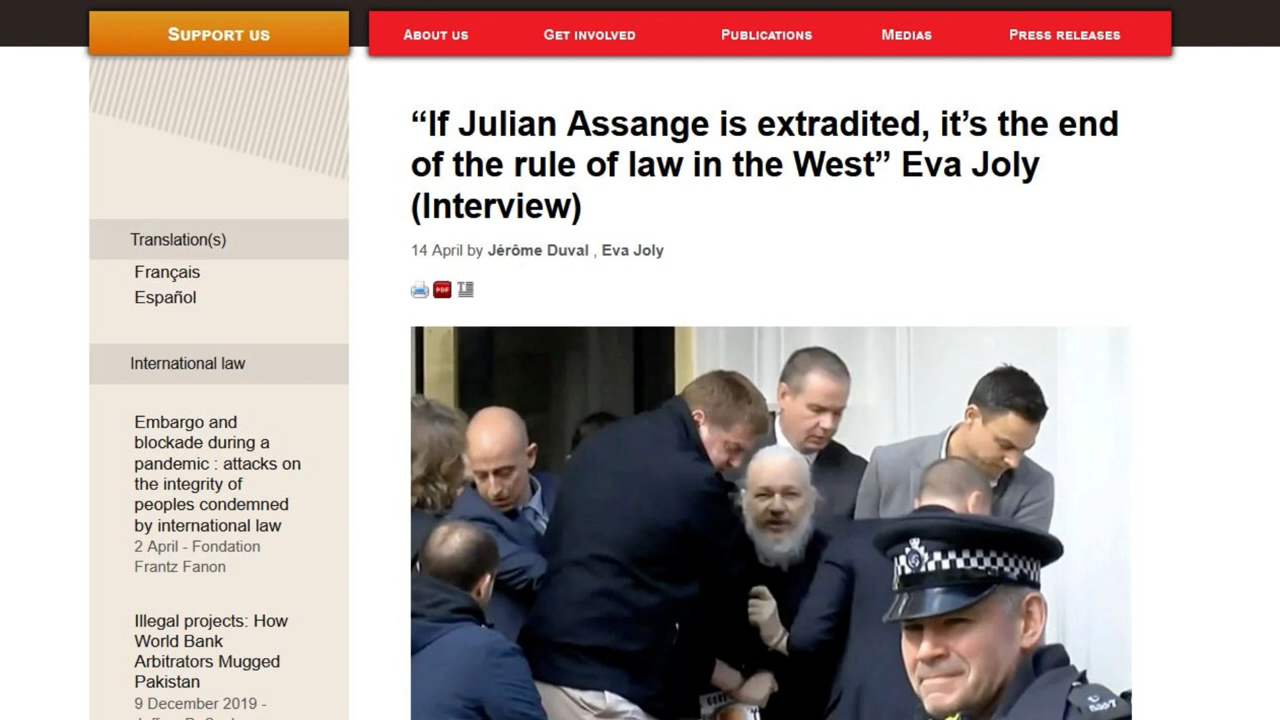 SUPPORT US
ABOUT US
GET INVOLVED
PUBLICATIONS
MEDIAS
PRESS RELEASES
“If Julian Assange is extradited, it’s the end
of the rule of law in the West” Eva Joly
(Interview)
14 April by Jérôme Duval , Eva Joly
PDF
Translation(s)
Français
Español
International law
Embargo and
blockade during a
pandemic : attacks on
the integrity of
peoples condemned
by international law
2 April - Fondation
Frantz Fanon
Illegal projects: How
World Bank
Arbitrators Mugged
Pakistan
9 December 2019 -